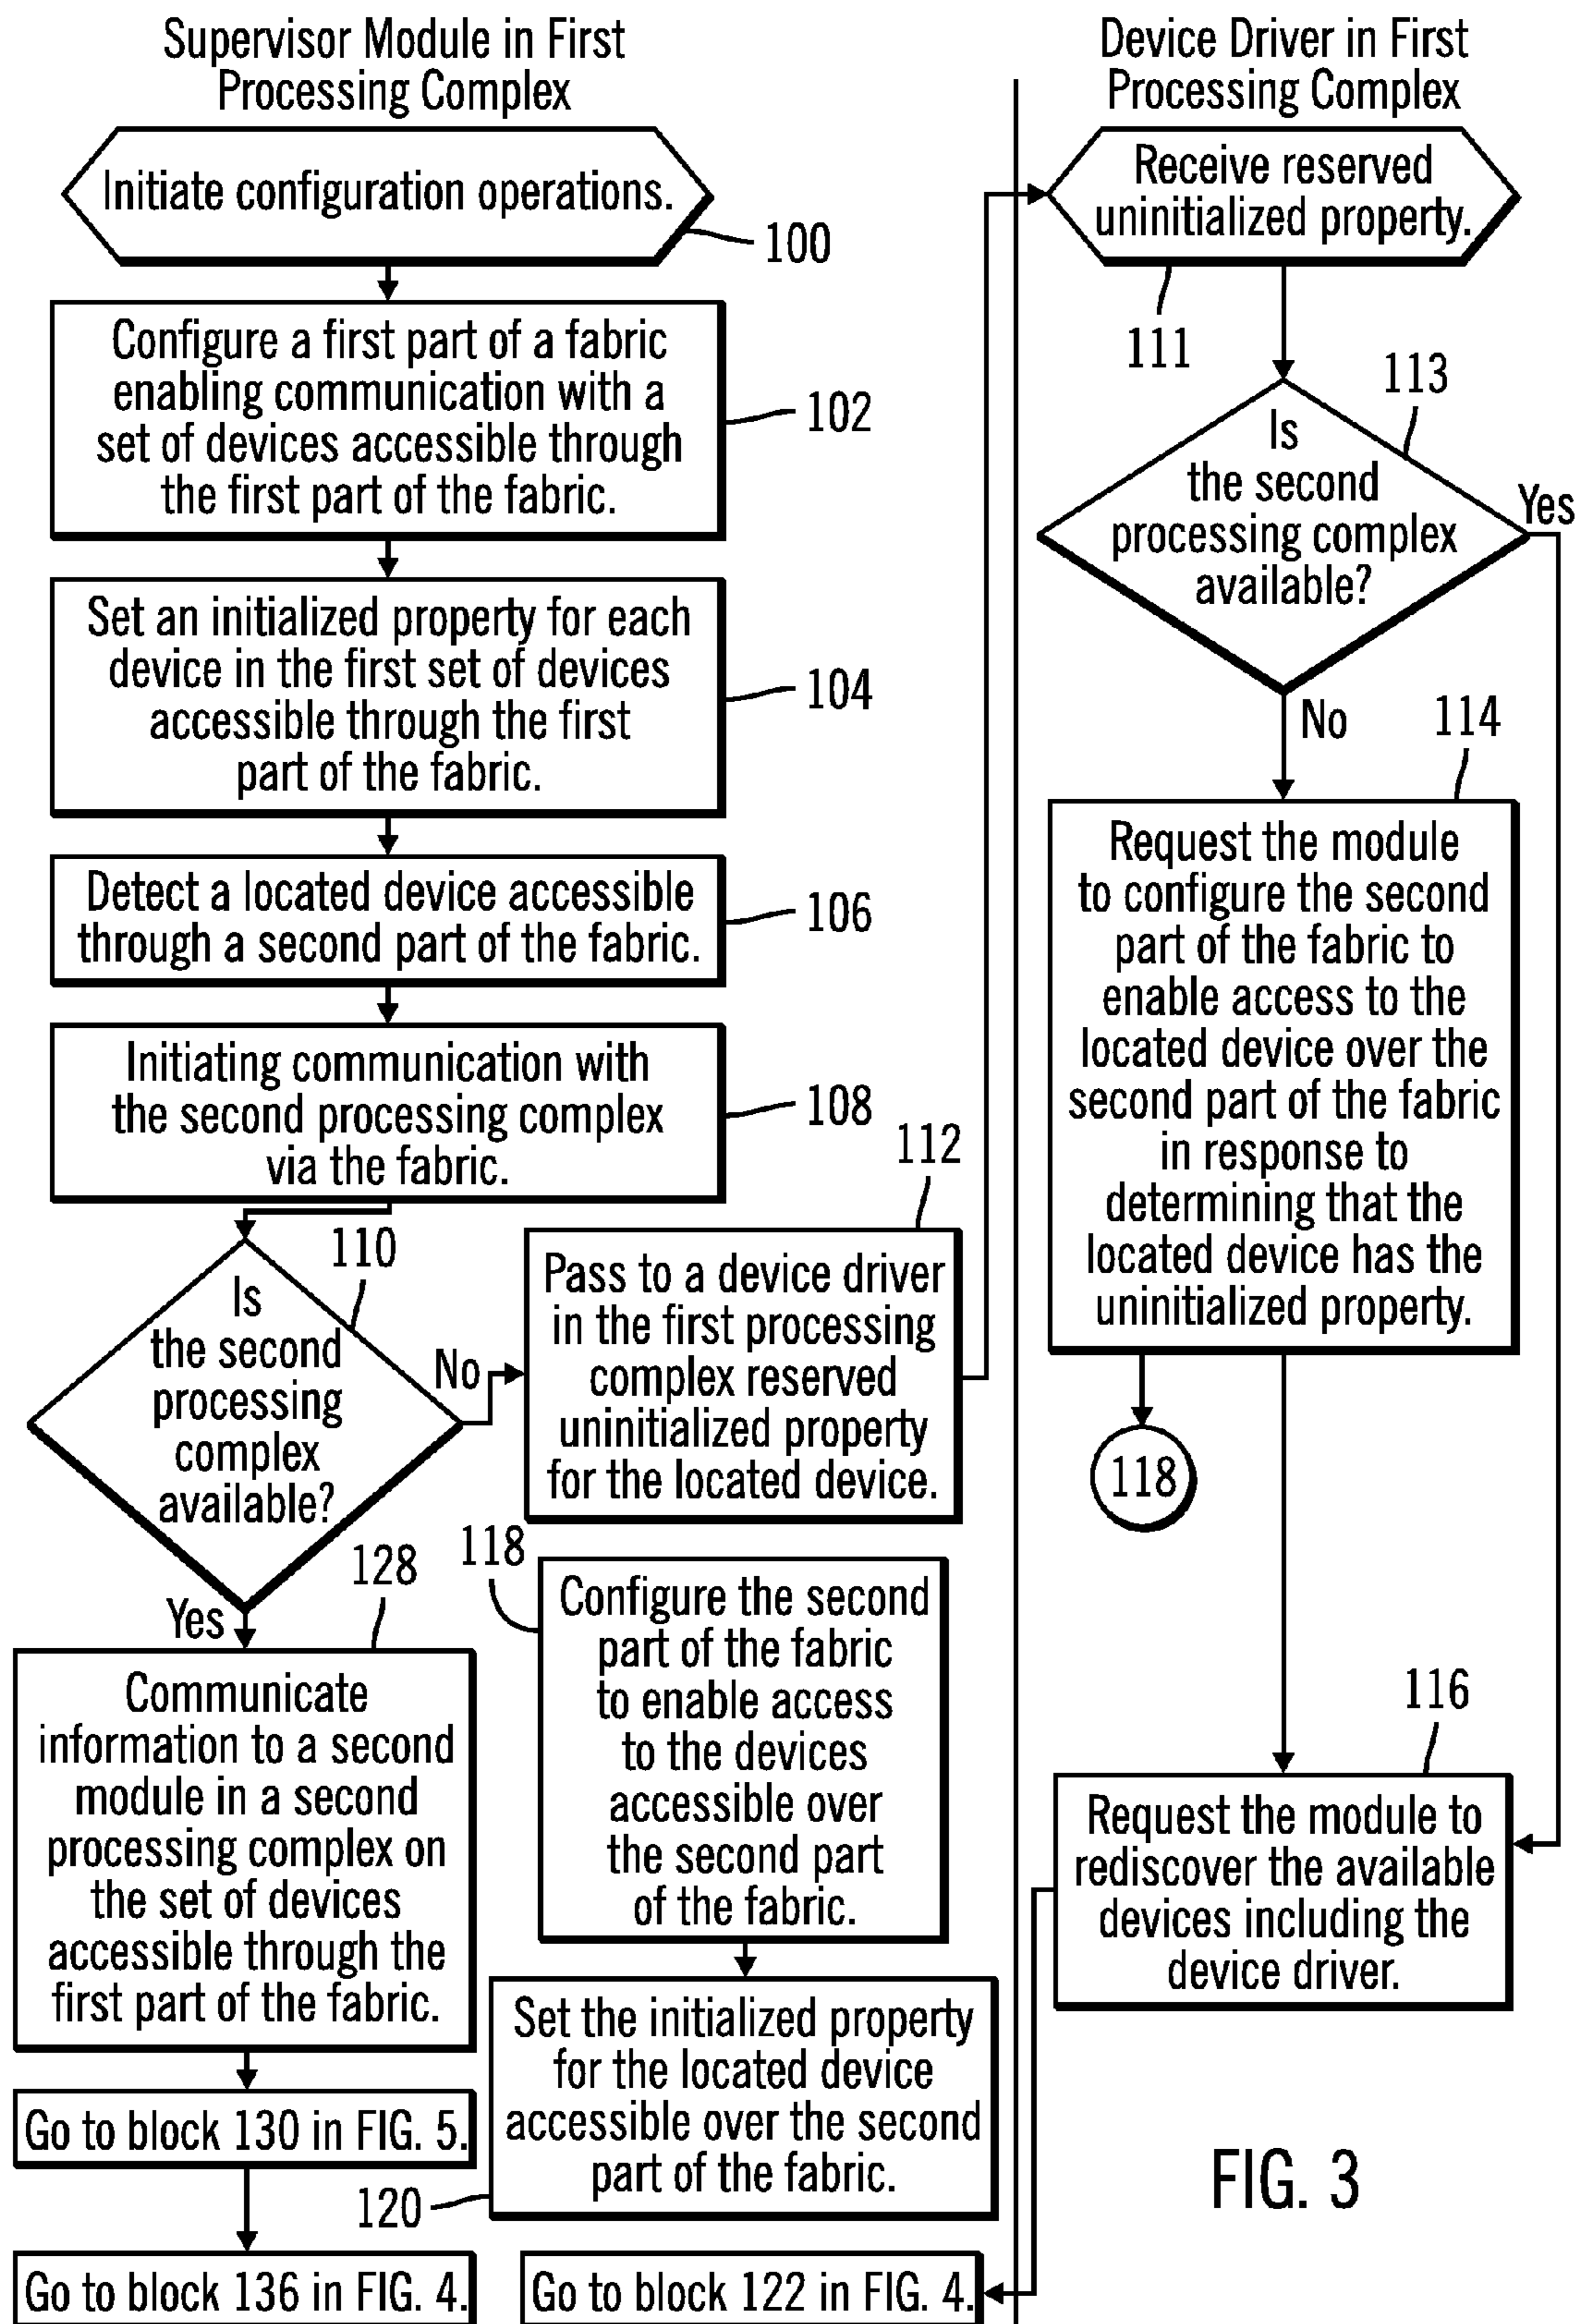 Supervisor Module in First
Processing Complex
Initiate configuration operations.
100
Configure a first part of a fabric
enabling communication with a
set of devices accessible through
the first part of the fabric.
102
Set an initialized property for each
device in the first set of devices
accessible through the first
part of the fabric.
104
Detect a located device accessible
through a second part of the fabric.
106
Initiating communication with
the second processing complex
via the fabric.
108
110
Is
the second
processing
complex
available?
No
Yes
112
Pass to a device driver
in the first processing
complex reserved
uninitialized property
for the located device.
128
Communicate
information to a second
module in a second
processing complex on
the set of devices
accessible through the
first part of the fabric.
Go to block 130 in FIG. 5.
Go to block 136 in FIG. 4.
118
Configure the second
part of the fabric
to enable access
to the devices
accessible over
the second part
of the fabric.
Set the initialized property
for the located device
accessible over the second
part of the fabric.
120
Go to block 122 in FIG. 4.
Device Driver in First
Processing Complex
Receive reserved
uninitialized property.
111
113
Is
the second
processing complex
available?
Yes
No
114
Request the module
to configure the second
part of the fabric to
enable access to the
located device over the
second part of the fabric
in response to
determining that the
located device has the
uninitialized property.
118
116
Request the module to
rediscover the available
devices including the
device driver.
FIG. 3